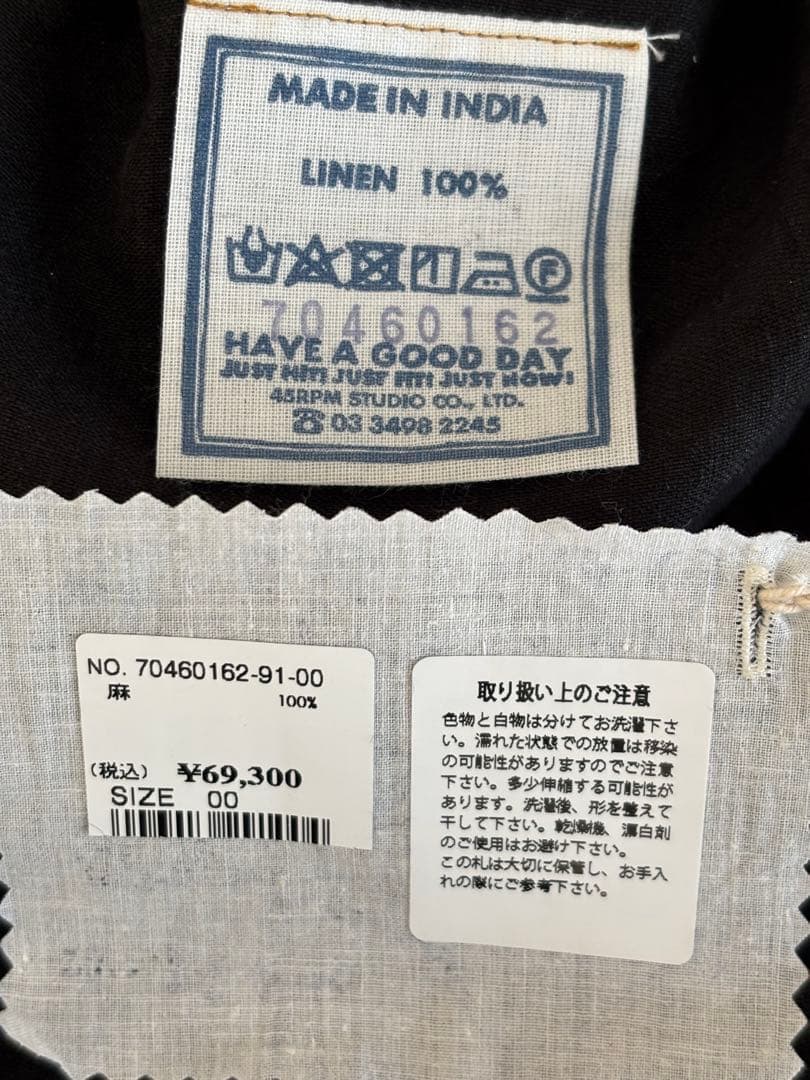 MADE IN INDIA
LINEN 100%
F
70460162
HAVE A GOOD DAY
JUST HIT! JUST FIT! JUST NOW!
45RPM STUDIO CO., LTD.
☎ 03 3498 2245
NO. 70460162-91-00
麻
100%
(税込) ¥69,300
SIZE 00
取り扱い上のご注意
色物と白物は分けてお洗濯下さ
い。濡れた状態での放置は移染
の可能性がありますのでご注意
下さい。多少伸縮する可能性が
あります。洗濯後、形を整えて
干して下さい。乾燥機、漂白剤
のご使用はお避け下さい。
この札は大切に保管し、お手入
れの際にご参考下さい。